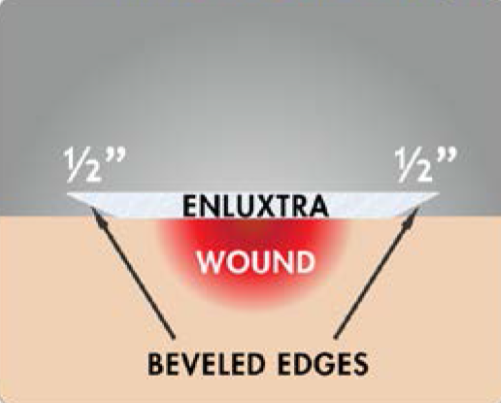 ½” ½”
ENLUXTRA
WOUND
BEVELED EDGES